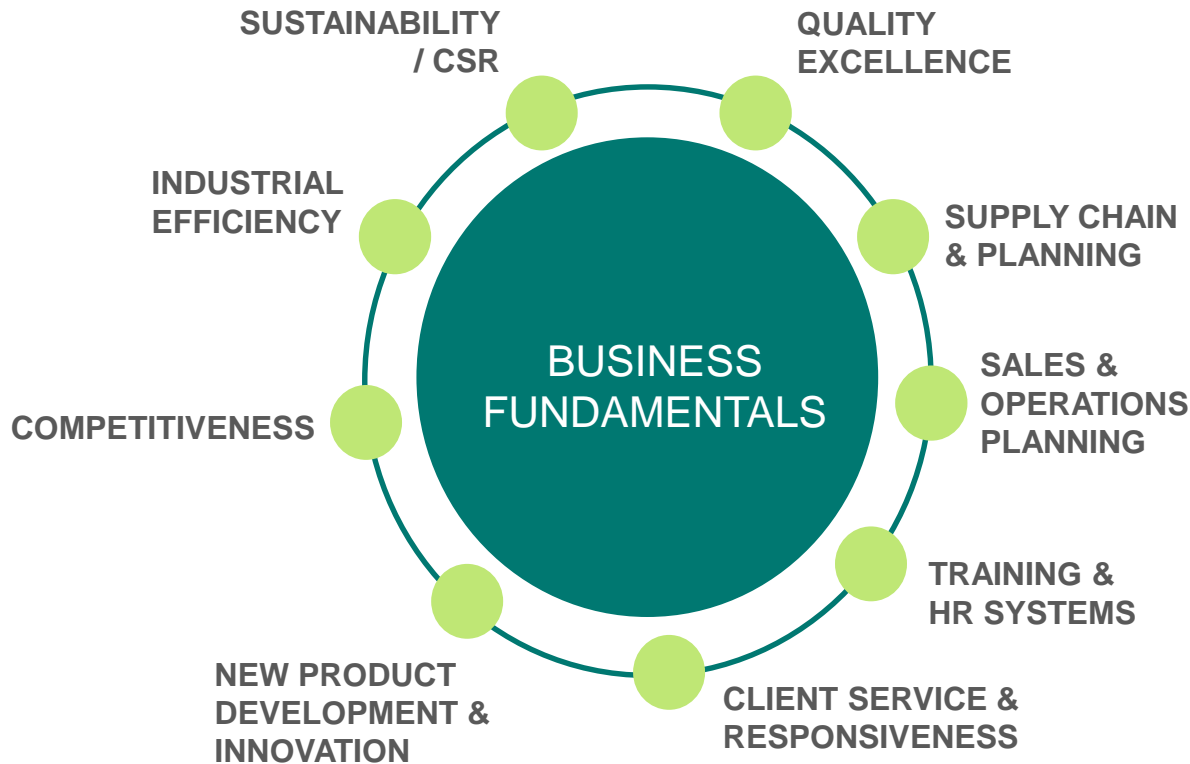 SUSTAINABILITY
/ CSR
QUALITY
EXCELLENCE
INDUSTRIAL
EFFICIENCY
SUPPLY CHAIN
& PLANNING
BUSINESS
FUNDAMENTALS
SALES &
OPERATIONS
PLANNING
COMPETITIVENESS
TRAINING &
HR SYSTEMS
NEW PRODUCT
DEVELOPMENT &
INNOVATION
CLIENT SERVICE &
RESPONSIVENESS